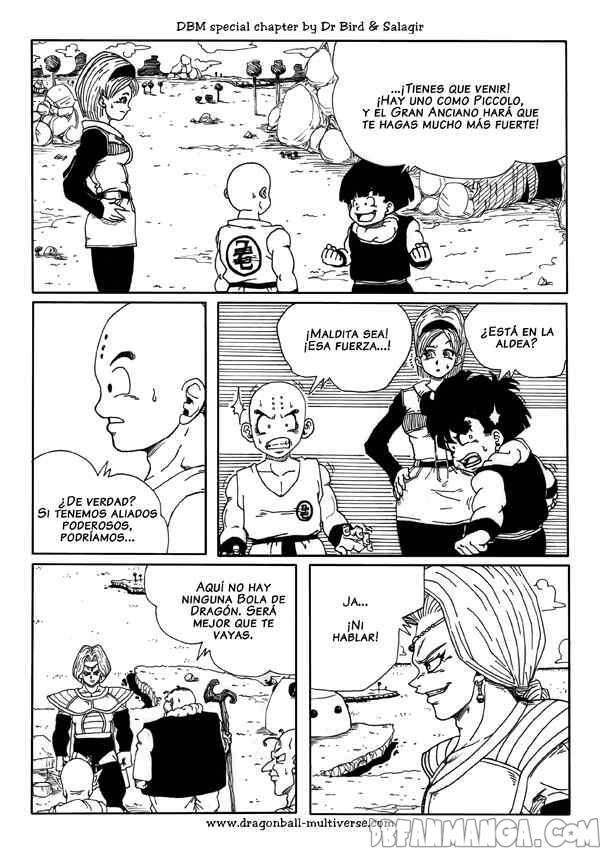 DBM special chapter by Dr Bird & Salagir
...¡Tienes que venir!
¡Hay uno como Piccolo,
y el Gran Anciano hará que
te hagas mucho más fuerte!
¿De verdad?
Si tenemos aliados
poderosos,
podríamos...
¡Maldita sea!
¡Esa fuerza...!
¿Está en la
aldea?
Aquí no hay
ninguna Bola de
Dragón. Será
mejor que te
vayas.
Ja...
¡Ni
hablar!
www.dragonball-multiverse.com
DBFANMANGA.COM